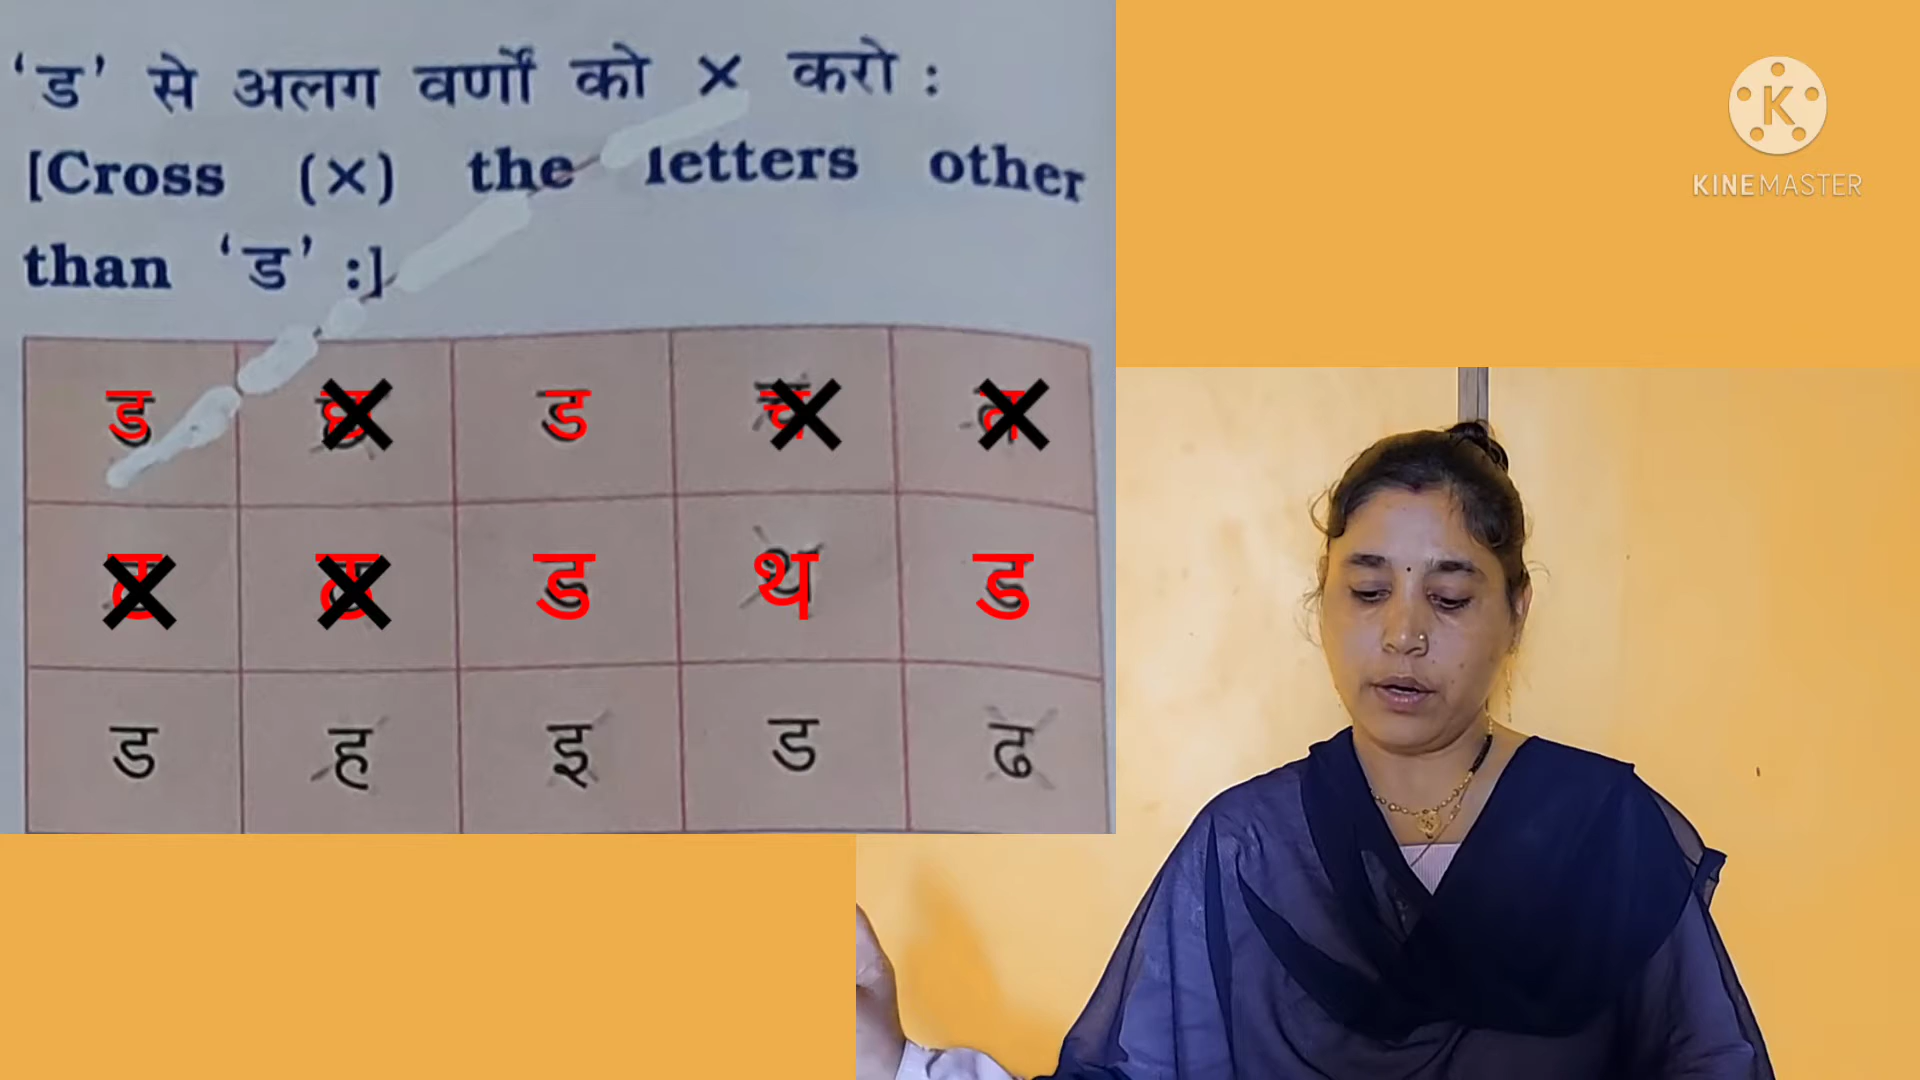 'ड' से अलग वर्णों को × करो :
[Cross (×) the letters other
than 'ड' :]
ड छ ड च त
ठ ड थ ड
ड ह इ ड ढ
KINEMASTER